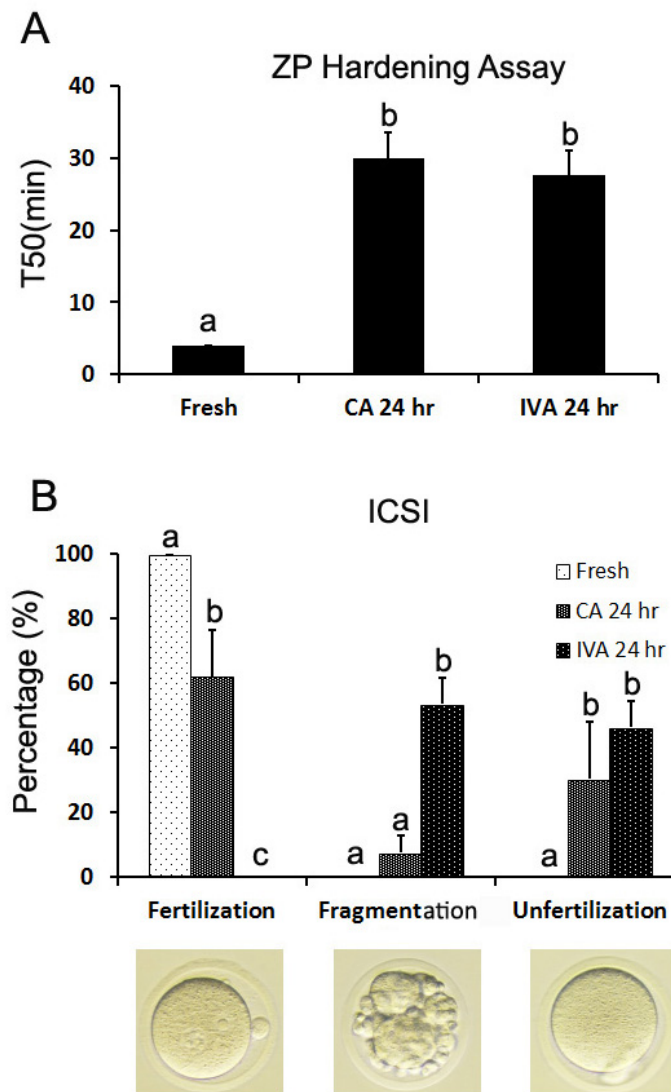 A
ZP Hardening Assay
T50(min)
40
30
20
10
0
a
b
b
Fresh
CA 24 hr
IVA 24 hr
B
ICSI
Percentage (%)
100
80
60
40
20
0
a
b
c
a
a
b
a
b
b
Fresh
CA 24 hr
IVA 24 hr
Fertilization
Fragmentation
Unfertilization